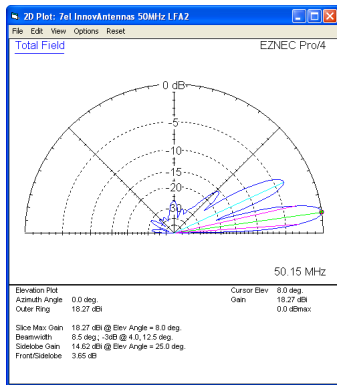 2D Plot: 7el InnovAntennas 50MHz LFA2
File Edit View Options Reset
Total Field EZNEC Pro/4
0 dB
-5
-10
-15
-20
-30
50.15 MHz
Elevation Plot Cursor Elev 8.0 deg.
Azimuth Angle 0.0 deg. Gain 18.27 dBi
Outer Ring 18.27 dBi 0.0 dBmax
Slice Max Gain 18.27 dBi @ Elev Angle = 8.0 deg.
Beamwidth 8.5 deg.; -3dB @ 4.0, 12.5 deg.
Sidelobe Gain 14.62 dBi @ Elev Angle = 25.0 deg.
Front/Sidelobe 3.65 dB